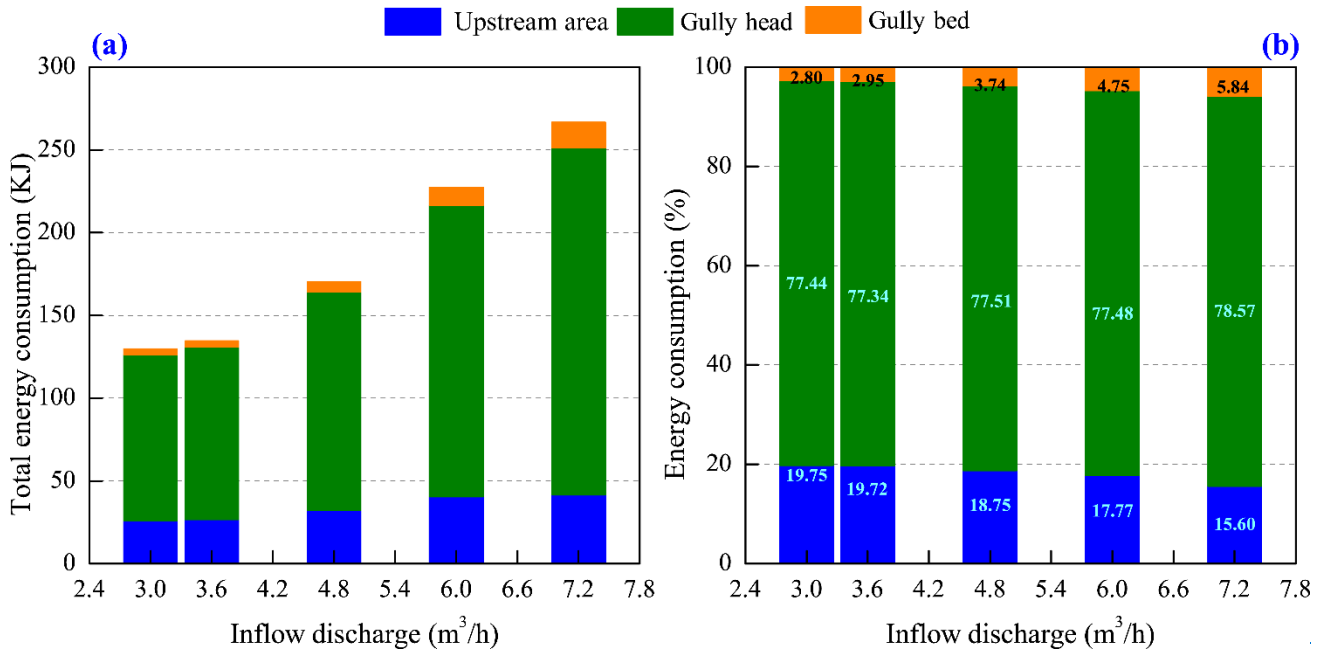 Upstream area Gully head Gully bed
(a)
300
250
200
150
100
50
0
Total energy consumption (KJ)
2.4 3.0 3.6 4.2 4.8 5.4 6.0 6.6 7.2 7.8
Inflow discharge (m³/h)
(b)
100
80
60
40
20
0
Energy consumption (%)
2.80 2.95 3.74 4.75 5.84
77.44 77.34 77.51 77.48 78.57
19.75 19.72 18.75 17.77 15.60
2.4 3.0 3.6 4.2 4.8 5.4 6.0 6.6 7.2 7.8
Inflow discharge (m³/h)